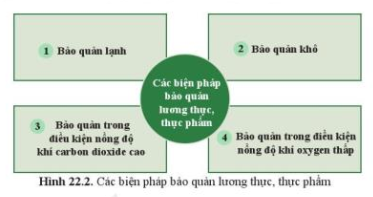 1 Bảo quản lạnh
2 Bảo quản khô
Các biện pháp
bảo quản
lương thực,
thực phẩm
3 Bảo quản trong
điều kiện nồng độ
khí carbon dioxide cao
4 Bảo quản trong điều kiện
nồng độ khí oxygen thấp
Hình 22.2. Các biện pháp bảo quản lương thực, thực phẩm